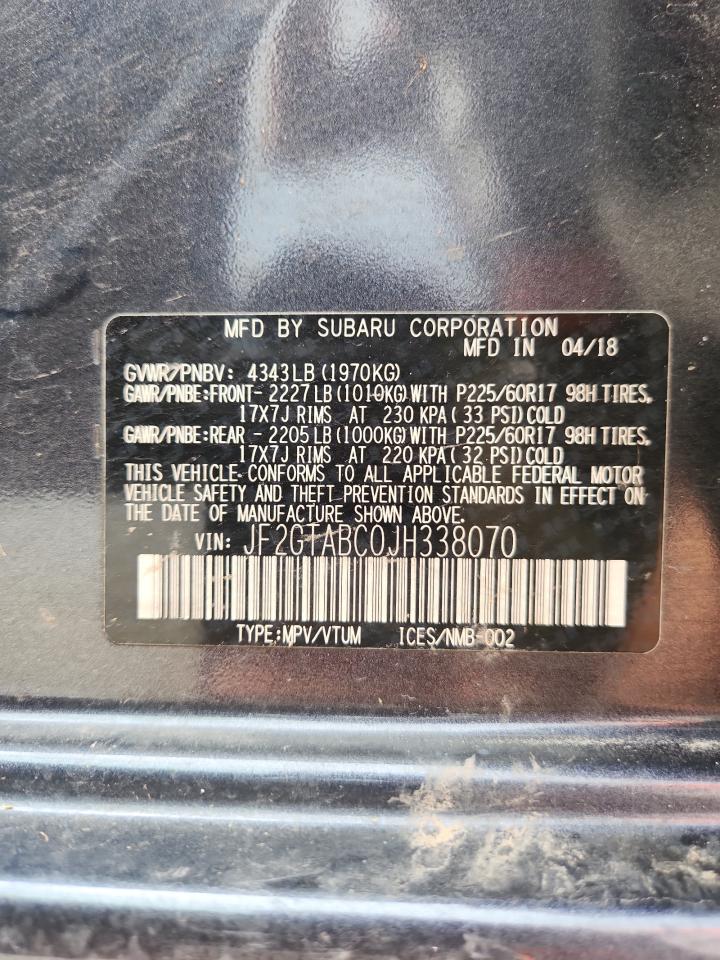 MFD BY SUBARU CORPORATION
MFD IN 04/18
GVWR/PNBV: 4343LB (1970KG)
GAWR/PNBE:FRONT- 2227LB (1010KG) WITH P225/60R17 98H TIRES,
17X7J RIMS AT 230 KPA ( 33 PSI) COLD
GAWR/PNBE:REAR - 2205LB (1000KG) WITH P225/60R17 98H TIRES,
17X7J RIMS AT 220 KPA ( 32 PSI) COLD
THIS VEHICLE CONFORMS TO ALL APPLICABLE FEDERAL MOTOR
VEHICLE SAFETY AND THEFT PREVENTION STANDARDS IN EFFECT ON
THE DATE OF MANUFACTURE SHOWN ABOVE.
VIN: JF2GTABC0JH338070
TYPE:MPV/VTUM ICES/NMB-002